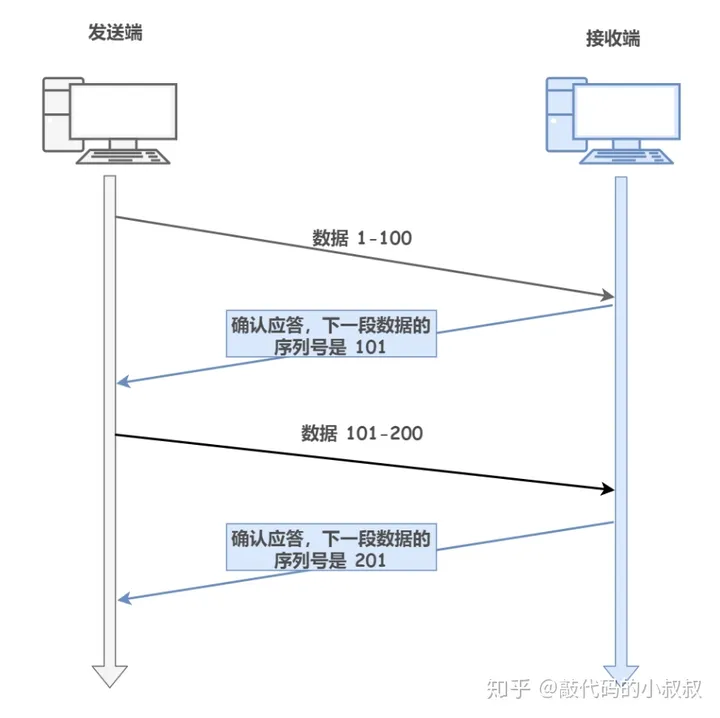 发送端
接收端
数据 1-100
确认应答，下一段数据的
序列号是 101
数据 101-200
确认应答，下一段数据的
序列号是 201
知乎 @敲代码的小叔叔